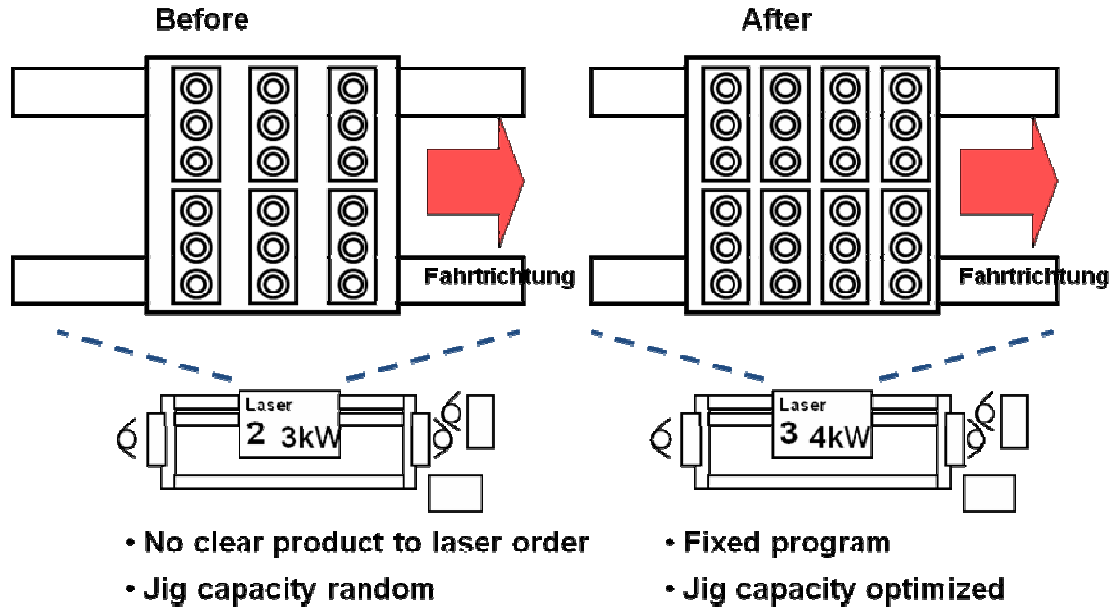 Before
After
Fahrtrichtung
Fahrtrichtung
Laser
2 3kW
Laser
3 4kW
• No clear product to laser order
• Jig capacity random
• Fixed program
• Jig capacity optimized